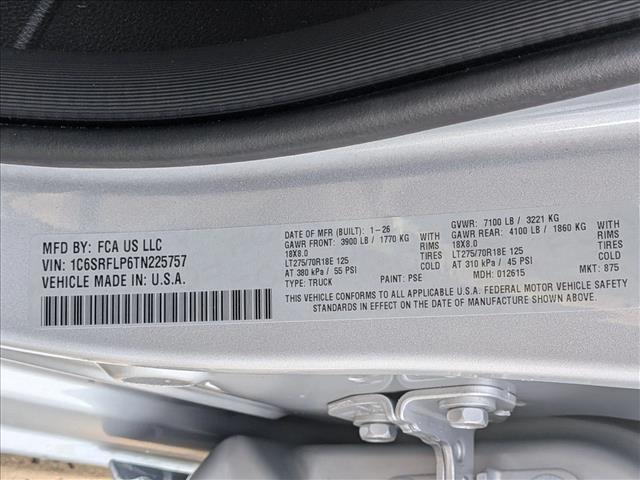 MFD BY: FCA US LLC
VIN: 1C6SRFLP6TN225757
VEHICLE MADE IN: U.S.A.
DATE OF MFR (BUILT): 1-26 GVWR: 7100 LB / 3221 KG
GAWR FRONT: 3900 LB / 1770 KG WITH GAWR REAR: 4100 LB / 1860 KG WITH
18X8.0 RIMS 18X8.0 RIMS
LT275/70R18E 125 TIRES LT275/70R18E 125 TIRES
AT 380 kPa / 55 PSI COLD AT 310 kPa / 45 PSI COLD
TYPE: TRUCK PAINT: PSE MDH: 012615 MKT: 875
THIS VEHICLE CONFORMS TO ALL APPLICABLE U.S.A. FEDERAL MOTOR VEHICLE SAFETY
STANDARDS IN EFFECT ON THE DATE OF MANUFACTURE SHOWN ABOVE.